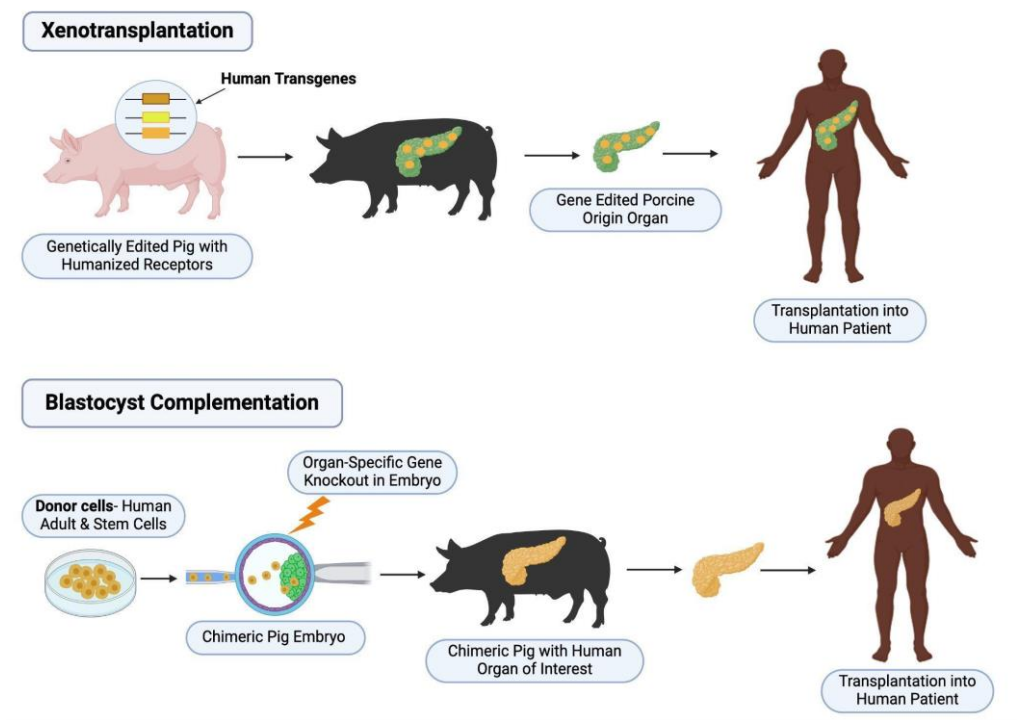 Xenotransplantation
Human Transgenes
Genetically Edited Pig with
Humanized Receptors
Gene Edited Porcine
Origin Organ
Transplantation into
Human Patient
Blastocyst Complementation
Organ-Specific Gene
Knockout in Embryo
Donor cells- Human
Adult & Stem Cells
Chimeric Pig Embryo
Chimeric Pig with Human
Organ of Interest
Transplantation into
Human Patient